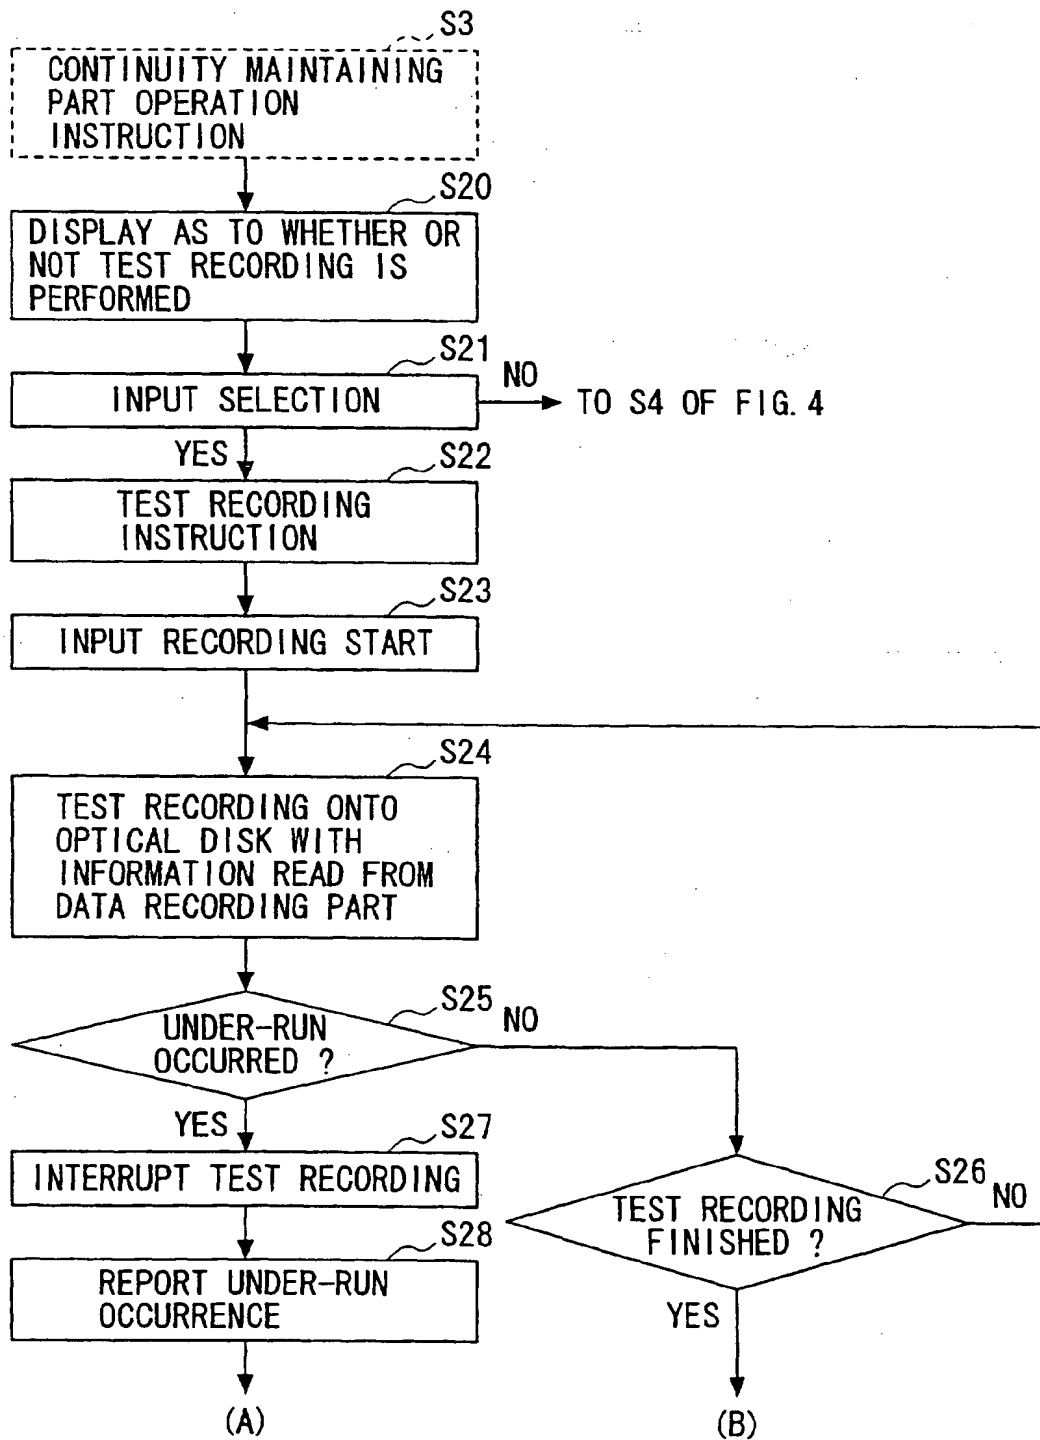 S3
CONTINUITY MAINTAINING
PART OPERATION
INSTRUCTION
S20
DISPLAY AS TO WHETHER OR
NOT TEST RECORDING IS
PERFORMED
S21
INPUT SELECTION
NO
TO S4 OF FIG. 4
YES
S22
TEST RECORDING
INSTRUCTION
S23
INPUT RECORDING START
S24
TEST RECORDING ONTO
OPTICAL DISK WITH
INFORMATION READ FROM
DATA RECORDING PART
S25
UNDER-RUN
OCCURRED ?
NO
YES
S27
INTERRUPT TEST RECORDING
S26
TEST RECORDING
FINISHED ?
NO
S28
REPORT UNDER-RUN
OCCURRENCE
YES
(A)
(B)